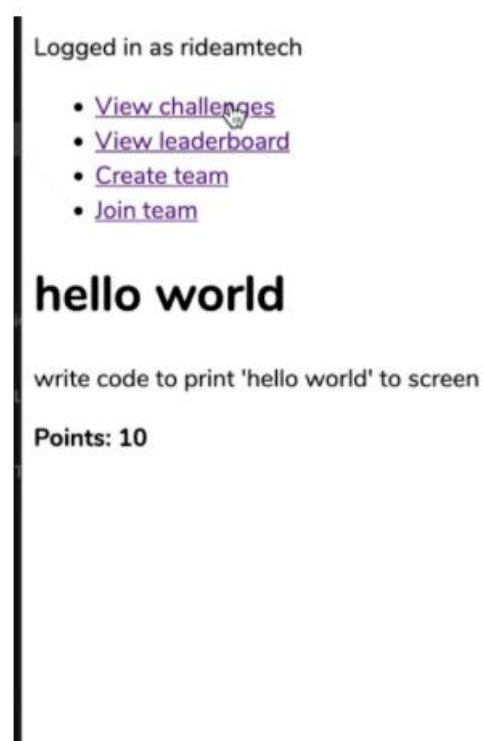 Logged in as rideamtech
View challenges
View leaderboard
Create team
Join team
hello world
write code to print 'hello world' to screen
Points: 10